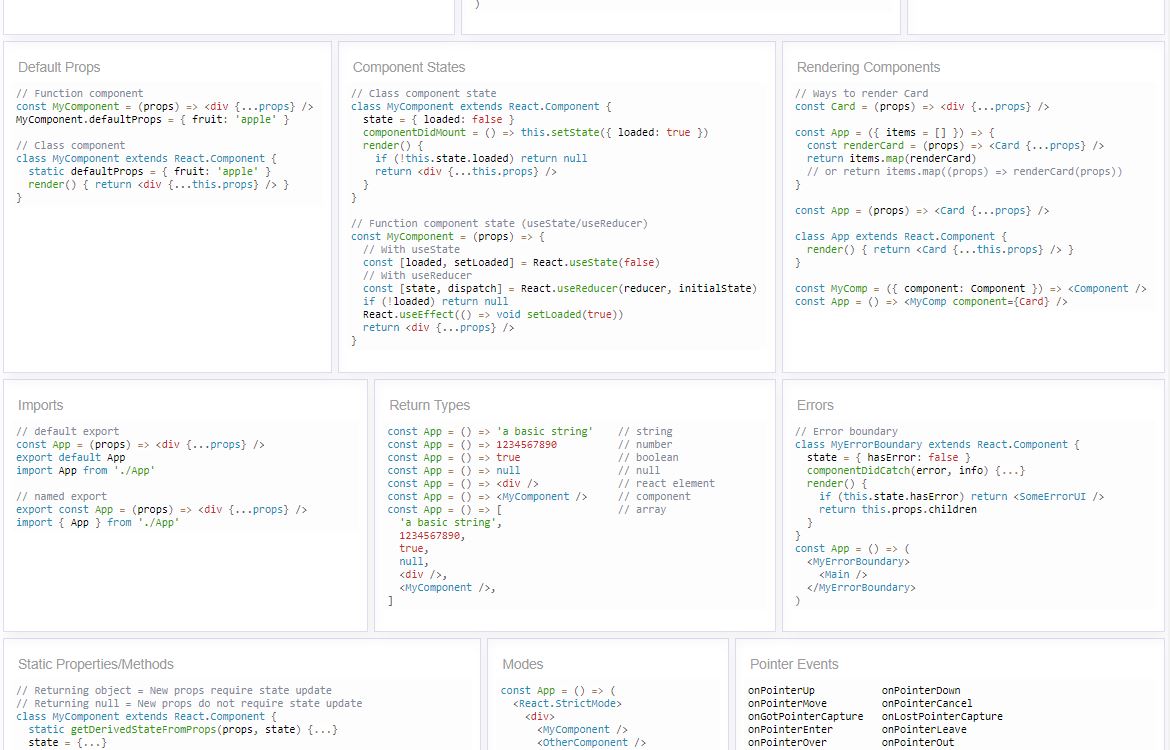 )
Default Props
// Function component
const MyComponent = (props) => <div {...props} />
MyComponent.defaultProps = { fruit: 'apple' }
// Class component
class MyComponent extends React.Component {
  static defaultProps = { fruit: 'apple' }
  render() { return <div {...this.props} /> }
}
Component States
// Class component state
class MyComponent extends React.Component {
  state = { loaded: false }
  componentDidMount = () => this.setState({ loaded: true })
  render() {
    if (!this.state.loaded) return null
    return <div {...this.props} />
  }
}
// Function component state (useState/useReducer)
const MyComponent = (props) => {
  // With useState
  const [loaded, setLoaded] = React.useState(false)
  // With useReducer
  const [state, dispatch] = React.useReducer(reducer, initialState)
  if (!loaded) return null
  React.useEffect(() => void setLoaded(true))
  return <div {...props} />
}
Rendering Components
// Ways to render Card
const Card = (props) => <div {...props} />
const App = ({ items = [] }) => {
  const renderCard = (props) => <Card {...props} />
  return items.map(renderCard)
  // or return items.map((props) => renderCard(props))
}
const App = (props) => <Card {...props} />
class App extends React.Component {
  render() { return <Card {...this.props} /> }
}
const MyComp = ({ component: Component }) => <Component />
const App = () => <MyComp component={Card} />
Imports
// default export
const App = (props) => <div {...props} />
export default App
import App from './App'
// named export
export const App = (props) => <div {...props} />
import { App } from './App'
Return Types
const App = () => 'a basic string'    // string
const App = () => 1234567890          // number
const App = () => true                // boolean
const App = () => null                // null
const App = () => <div />             // react element
const App = () => <MyComponent />     // component
const App = () => [                   // array
  'a basic string',
  1234567890,
  true,
  null,
  <div />,
  <MyComponent />,
]
Errors
// Error boundary
class MyErrorBoundary extends React.Component {
  state = { hasError: false }
  componentDidCatch(error, info) {...}
  render() {
    if (this.state.hasError) return <SomeErrorUI />
    return this.props.children
  }
}
const App = () => (
  <MyErrorBoundary>
    <Main />
  </MyErrorBoundary>
)
Static Properties/Methods
// Returning object = New props require state update
// Returning null = New props do not require state update
class MyComponent extends React.Component {
  static getDerivedStateFromProps(props, state) {...}
  state = {...}
Modes
const App = () => (
  <React.StrictMode>
    <div>
      <MyComponent />
      <OtherComponent />
Pointer Events
onPointerUp           onPointerDown
onPointerMove         onPointerCancel
onGotPointerCapture   onLostPointerCapture
onPointerEnter        onPointerLeave
onPointerOver         onPointerOut